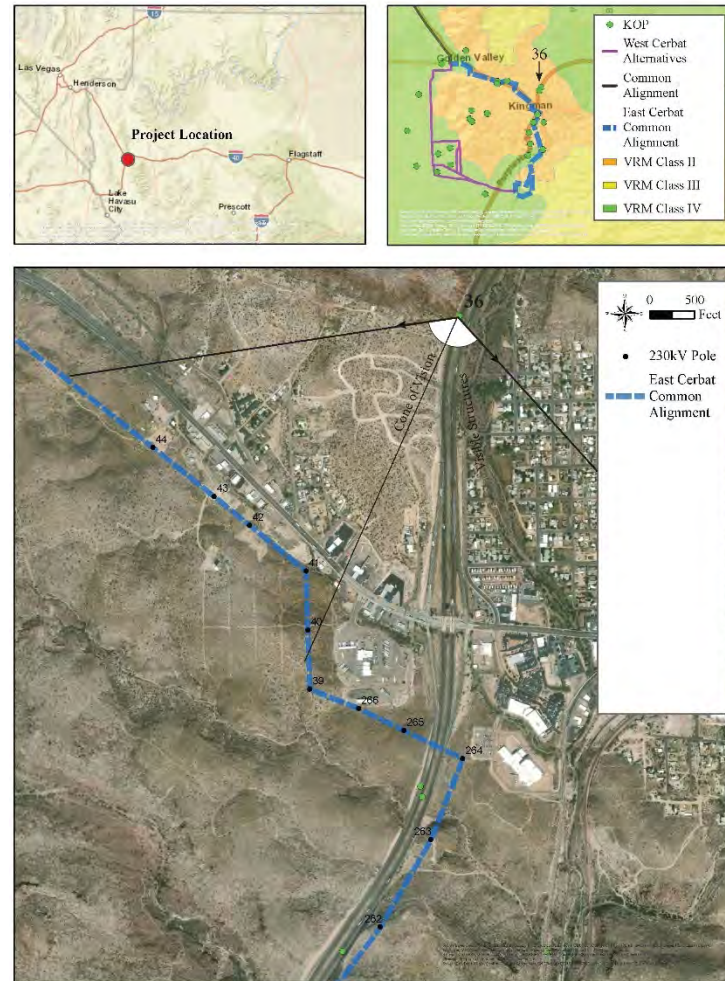 15
Las Vegas
Henderson
Project Location
40
Flagstaff
Lake
Havasu
City
Prescott
Golden Valley
36
Kingman
KOP
West Cerbat
Alternatives
Common
Alignment
East Cerbat
Common
Alignment
VRM Class II
VRM Class III
VRM Class IV
36
Cone of Vision
Visible Structures
0 500
Feet
230kV Pole
East Cerbat
Common
Alignment
44
43
42
41
40
39
266
265
264
263
262